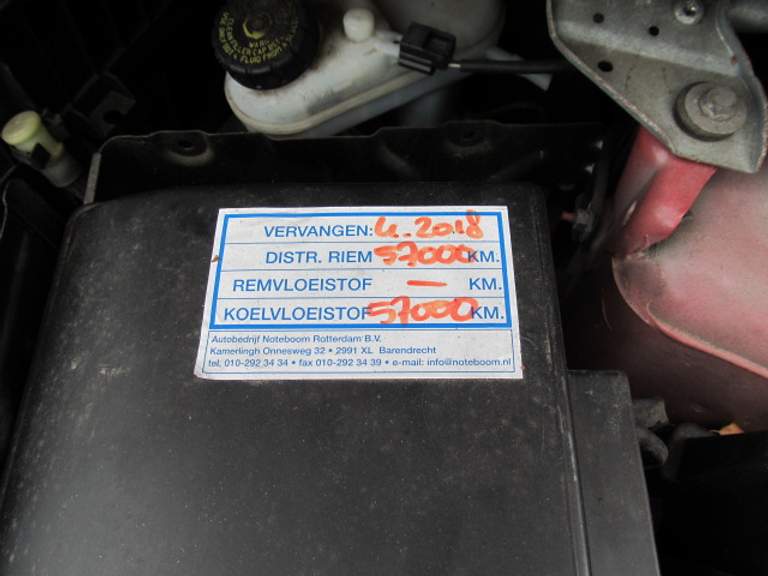 VERVANGEN: 4.2018
DISTR. RIEM 57000 KM.
REMVLOEISTOF — KM.
KOELVLOEISTOF 57000 KM.
Autobedrijf Noteboom Rotterdam B.V.
Kamerlingh Onnesweg 32 • 2991 XL Barendrecht
tel. 010-292 34 34 • fax 010-292 34 39 • e-mail: info@noteboom.nl